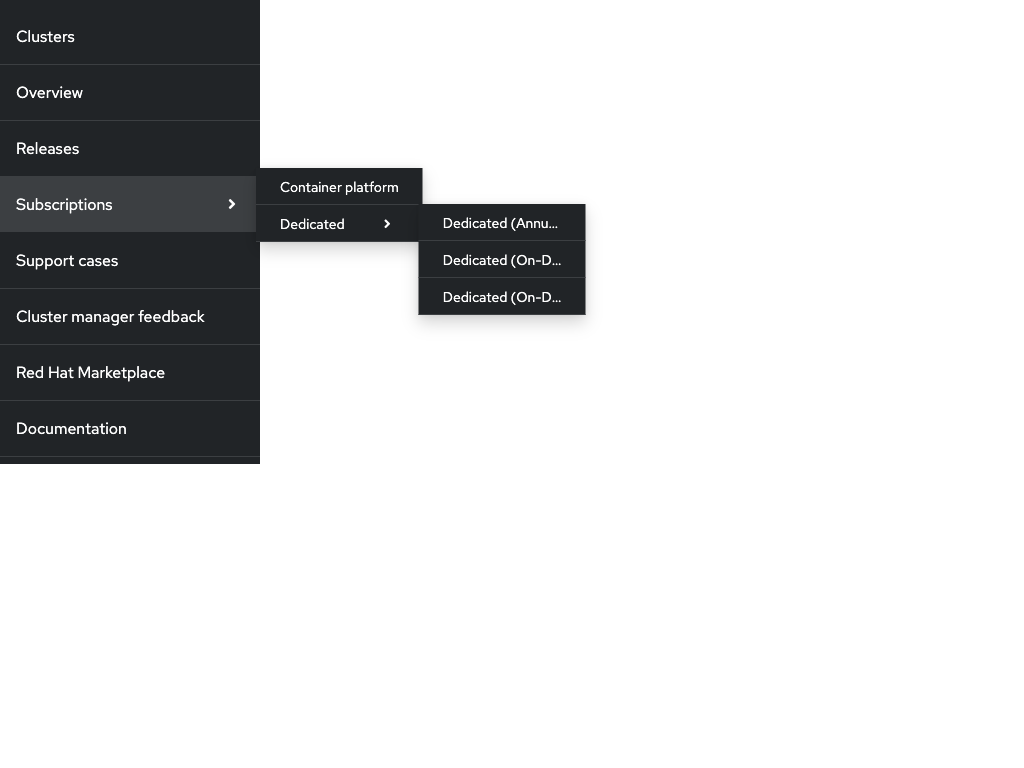 Clusters
Overview
Releases
Subscriptions
Container platform
Dedicated
Dedicated (Annu...
Dedicated (On-D...
Dedicated (On-D...
Support cases
Cluster manager feedback
Red Hat Marketplace
Documentation